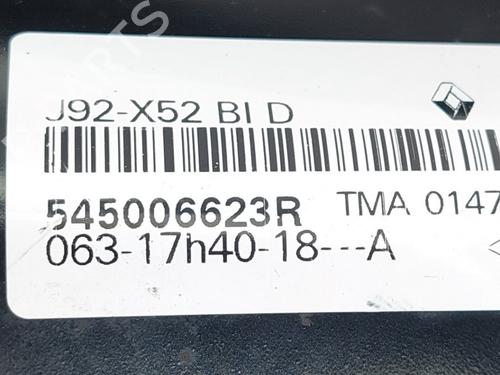 J92-X52 BI D
545006623R TMA 0147
063-17h40-18---A